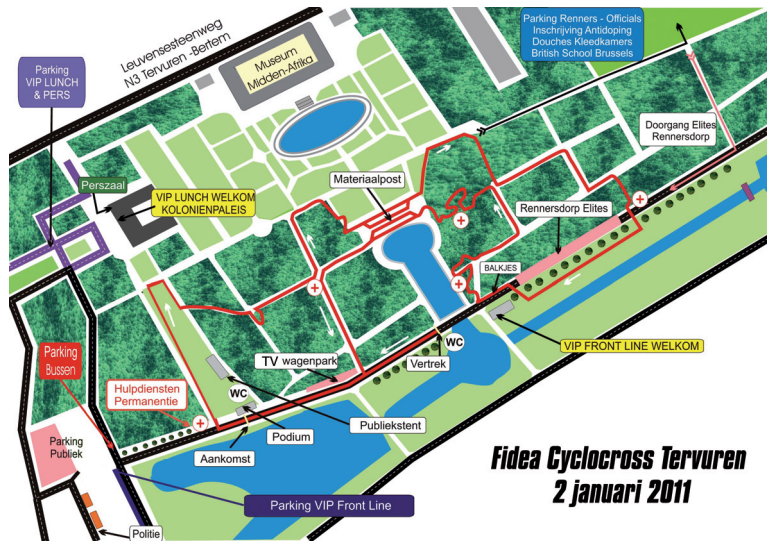 Parking Renners - Officials
Inschrijving Antidoping
Douches Kleedkamers
British School Brussels
Leuvensesteenweg
N3 Tervuren -Bertem
Museum
Midden-Afrika
Parking
VIP LUNCH
& PERS
Doorgang Elites
Rennersdorp
Perszaal
Materiaalpost
VIP LUNCH WELKOM
KOLONIENPALEIS
Rennersdorp Elites
BALKJES
VIP FRONT LINE WELKOM
WC
Vertrek
TV wagenpark
Parking
Bussen
Hulpdiensten
Permanentie
WC
Publiekstent
Podium
Parking
Publiek
Aankomst
Fidea Cyclocross Tervuren
2 januari 2011
Parking VIP Front Line
Politie